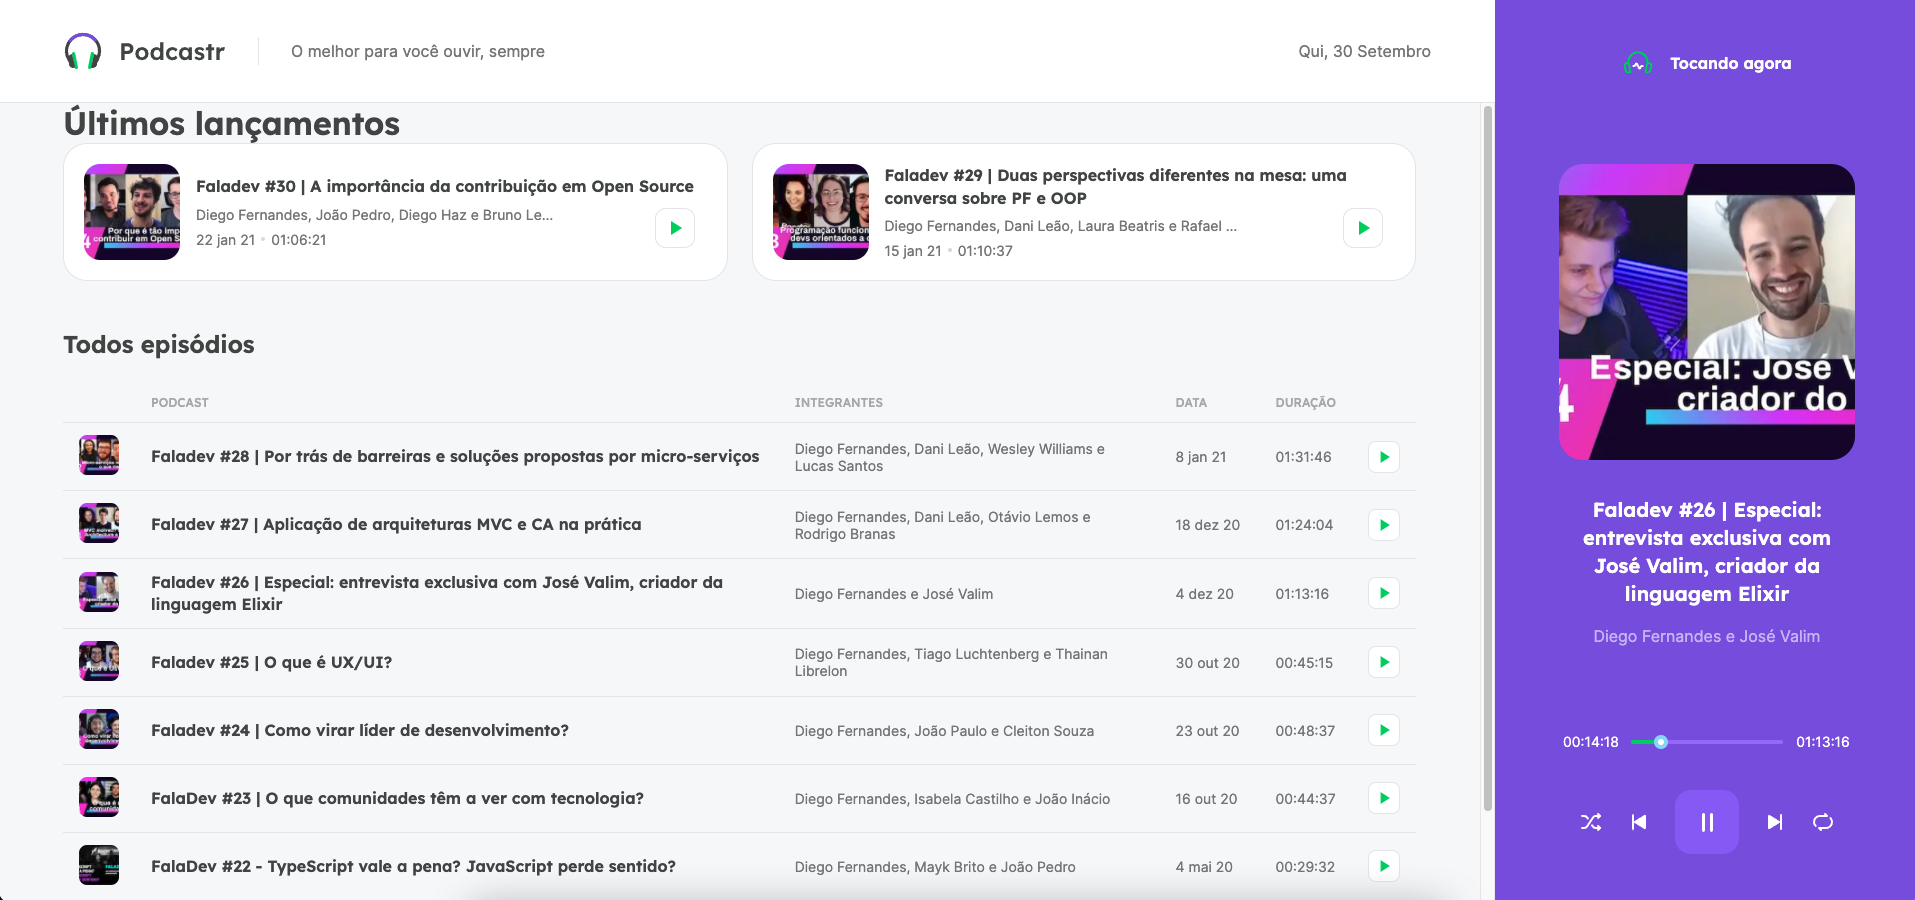 Podcastr
O melhor para você ouvir, sempre
Qui, 30 Setembro
Últimos lançamentos
Faladev #30 | A importância da contribuição em Open Source
Diego Fernandes, João Pedro, Diego Haz e Bruno Le...
22 jan 21 • 01:06:21
Por que é tão imp
contribuir em Open S
Faladev #29 | Duas perspectivas diferentes na mesa: uma
conversa sobre PF e OOP
Diego Fernandes, Dani Leão, Laura Beatris e Rafael ...
15 jan 21 • 01:10:37
Programação funcion
devs orientados a o
Todos episódios
PODCAST INTEGRANTES DATA DURAÇÃO
Faladev #28 | Por trás de barreiras e soluções propostas por micro-serviços
Diego Fernandes, Dani Leão, Wesley Williams e
Lucas Santos
8 jan 21 01:31:46
Faladev #27 | Aplicação de arquiteturas MVC e CA na prática
Diego Fernandes, Dani Leão, Otávio Lemos e
Rodrigo Branas
18 dez 20 01:24:04
Faladev #26 | Especial: entrevista exclusiva com José Valim, criador da
linguagem Elixir
Diego Fernandes e José Valim
4 dez 20 01:13:16
Faladev #25 | O que é UX/UI?
Diego Fernandes, Tiago Luchtenberg e Thainan
Librelon
30 out 20 00:45:15
Faladev #24 | Como virar líder de desenvolvimento?
Diego Fernandes, João Paulo e Cleiton Souza
23 out 20 00:48:37
FalaDev #23 | O que comunidades têm a ver com tecnologia?
Diego Fernandes, Isabela Castilho e João Inácio
16 out 20 00:44:37
FalaDev #22 - TypeScript vale a pena? JavaScript perde sentido?
Diego Fernandes, Mayk Brito e João Pedro
4 mai 20 00:29:32
Tocando agora
Especial: José V
4 criador do
Faladev #26 | Especial:
entrevista exclusiva com
José Valim, criador da
linguagem Elixir
Diego Fernandes e José Valim
00:14:18 01:13:16